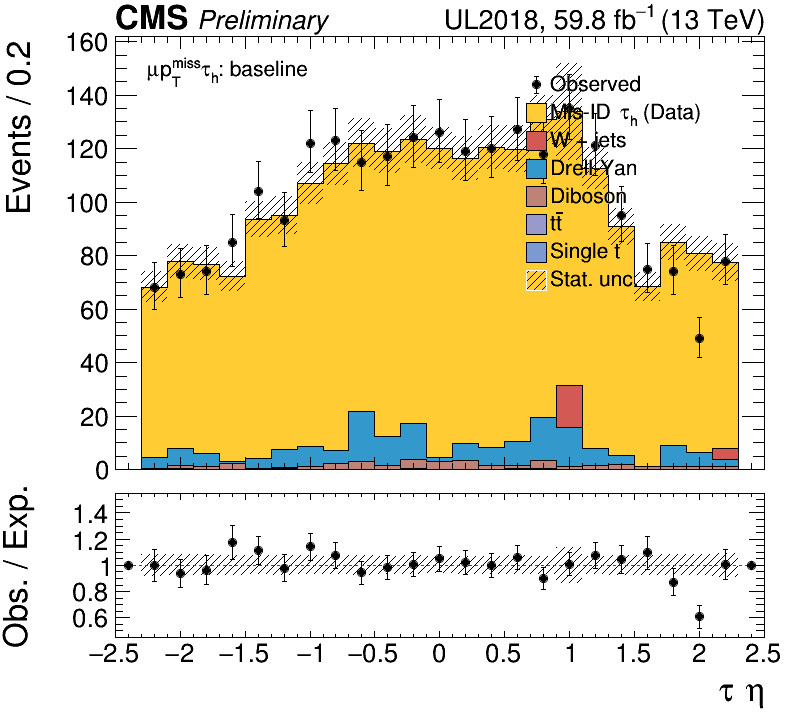 CMS Preliminary UL2018, 59.8 fb⁻¹ (13 TeV)
Events / 0.2
160
140
120
100
80
60
40
20
0
μp_T^miss τ_h: baseline
Observed
Mis-ID τ_h (Data)
W + jets
Drell-Yan
Diboson
tt̄
Single t
Stat. unc.
Obs. / Exp.
1.4
1.2
1
0.8
0.6
−2.5 −2 −1.5 −1 −0.5 0 0.5 1 1.5 2 2.5
τ η